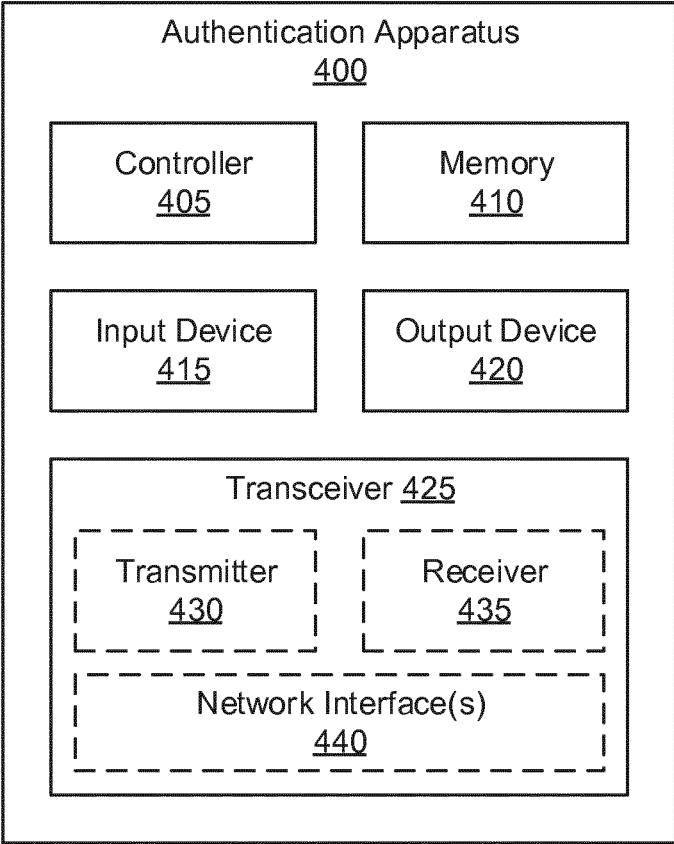 Authentication Apparatus
400
Controller
405
Memory
410
Input Device
415
Output Device
420
Transceiver 425
Transmitter
430
Receiver
435
Network Interface(s)
440